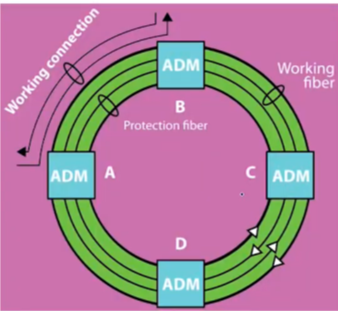 Working connection
ADM
Working
fiber
B
Protection fiber
ADM
A
C
ADM
D
ADM